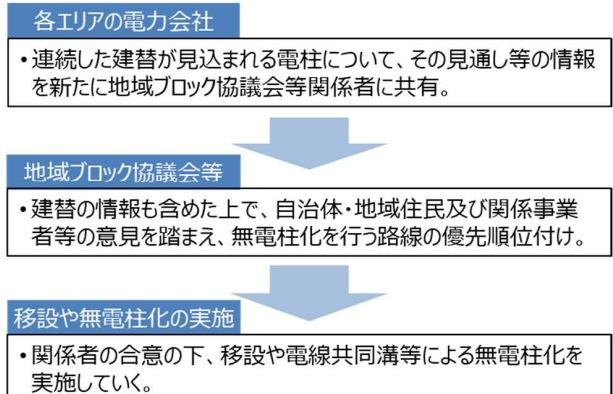 各エリアの電力会社
・連続した建替が見込まれる電柱について、その見通し等の情報
を新たに地域ブロック協議会等関係者に共有。
地域ブロック協議会等
・建替の情報も含めた上で、自治体・地域住民及び関係事業
者等の意見を踏まえ、無電柱化を行う路線の優先順位付け。
移設や無電柱化の実施
・関係者の合意の下、移設や電線共同溝等による無電柱化を
実施していく。